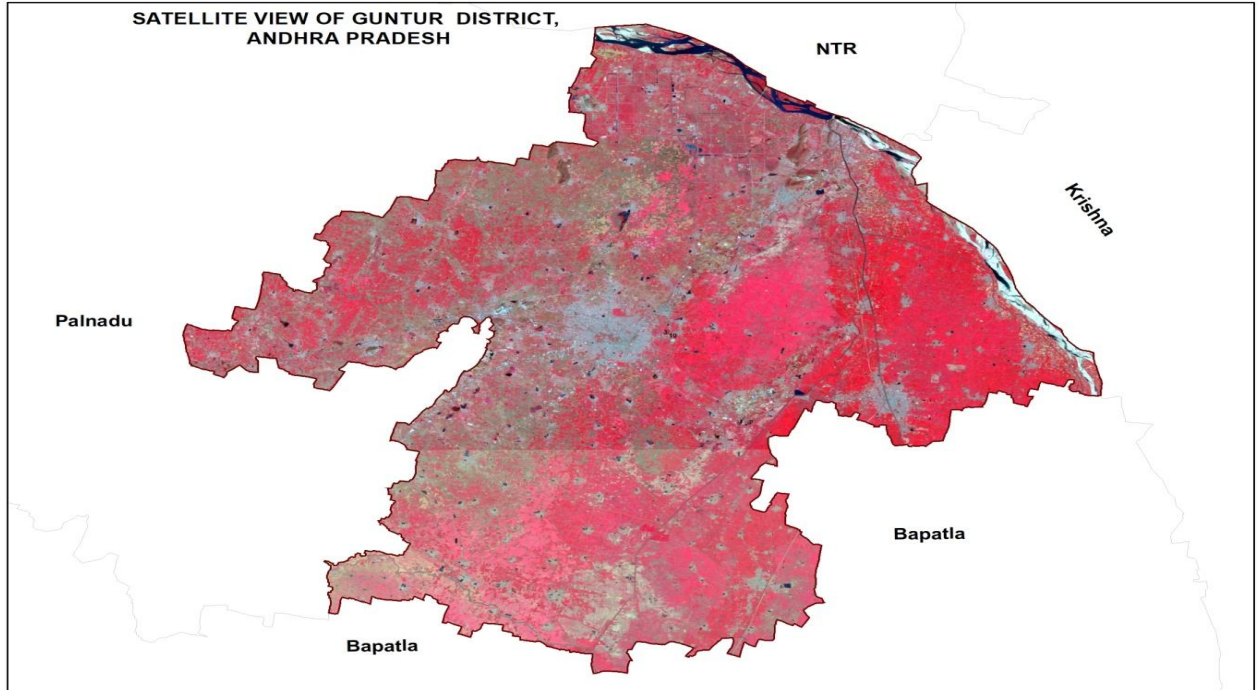 SATELLITE VIEW OF GUNTUR DISTRICT,
ANDHRA PRADESH
NTR
Krishna
Palnadu
Bapatla
Bapatla